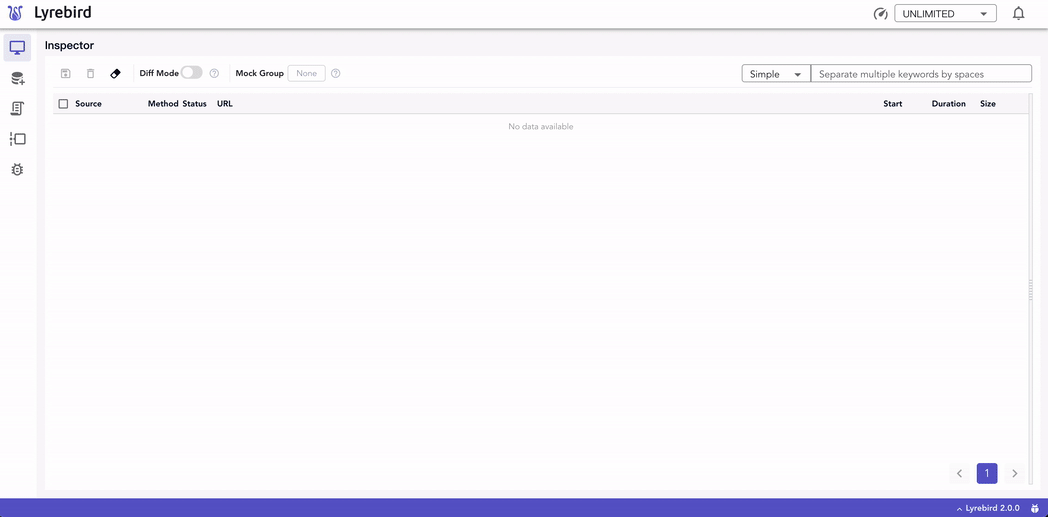 Lyrebird
UNLIMITED
Inspector
Diff Mode
Mock Group
None
Simple
Separate multiple keywords by spaces
Source Method Status URL Start Duration Size
No data available
1
Lyrebird 2.0.0